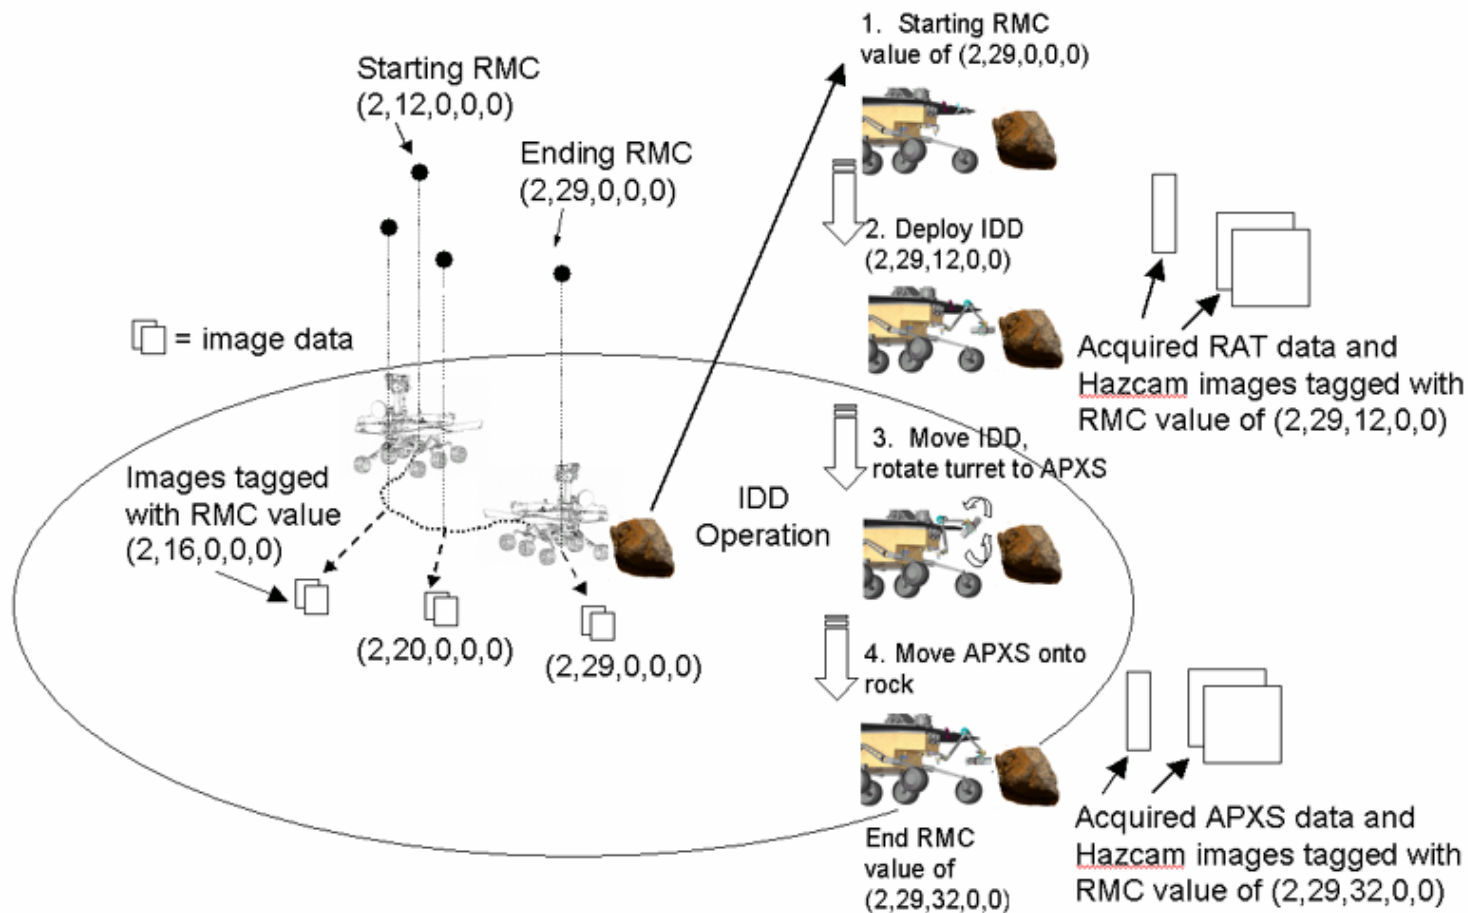 Starting RMC
(2,12,0,0,0)
Ending RMC
(2,29,0,0,0)
= image data
Images tagged
with RMC value
(2,16,0,0,0)
(2,20,0,0,0)
(2,29,0,0,0)
IDD
Operation
1. Starting RMC
value of (2,29,0,0,0)
2. Deploy IDD
(2,29,12,0,0)
Acquired RAT data and
Hazcam images tagged with
RMC value of (2,29,12,0,0)
3. Move IDD,
rotate turret to APXS
4. Move APXS onto
rock
End RMC
value of
(2,29,32,0,0)
Acquired APXS data and
Hazcam images tagged with
RMC value of (2,29,32,0,0)